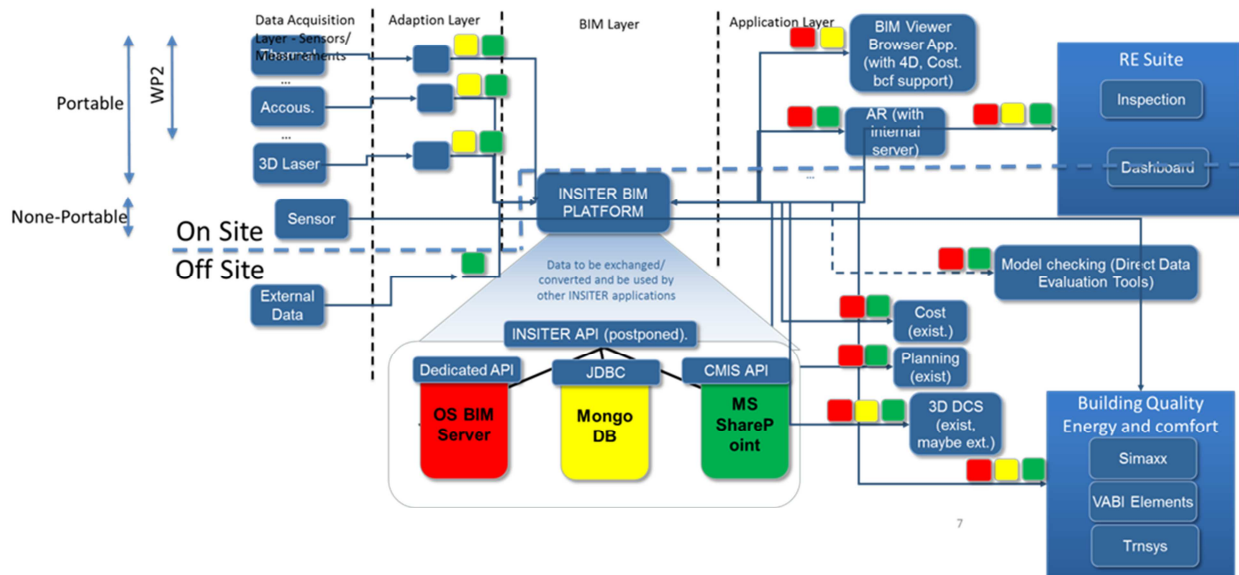 Data Acquisition
Layer - Sensors/
Measurements
Adaption Layer
BIM Layer
Application Layer
Portable
WP2
None-Portable
Thermal
...
Accous.
...
3D Laser
Sensor
On Site
Off Site
External
Data
INSITER BIM
PLATFORM
Data to be exchanged/
converted and be used by
other INSITER applications
INSITER API (postponed).
Dedicated API
JDBC
CMIS API
OS BIM
Server
Mongo
DB
MS
ShareP
oint
BIM Viewer
Browser App.
(with 4D, Cost.
bcf support)
AR (with
internal
server)
...
RE Suite
Inspection
Dashboard
Model checking (Direct Data
Evaluation Tools)
Cost
(exist.)
Planning
(exist)
3D DCS
(exist,
maybe ext.)
Building Quality
Energy and comfort
Simaxx
VABI Elements
Trnsys
7